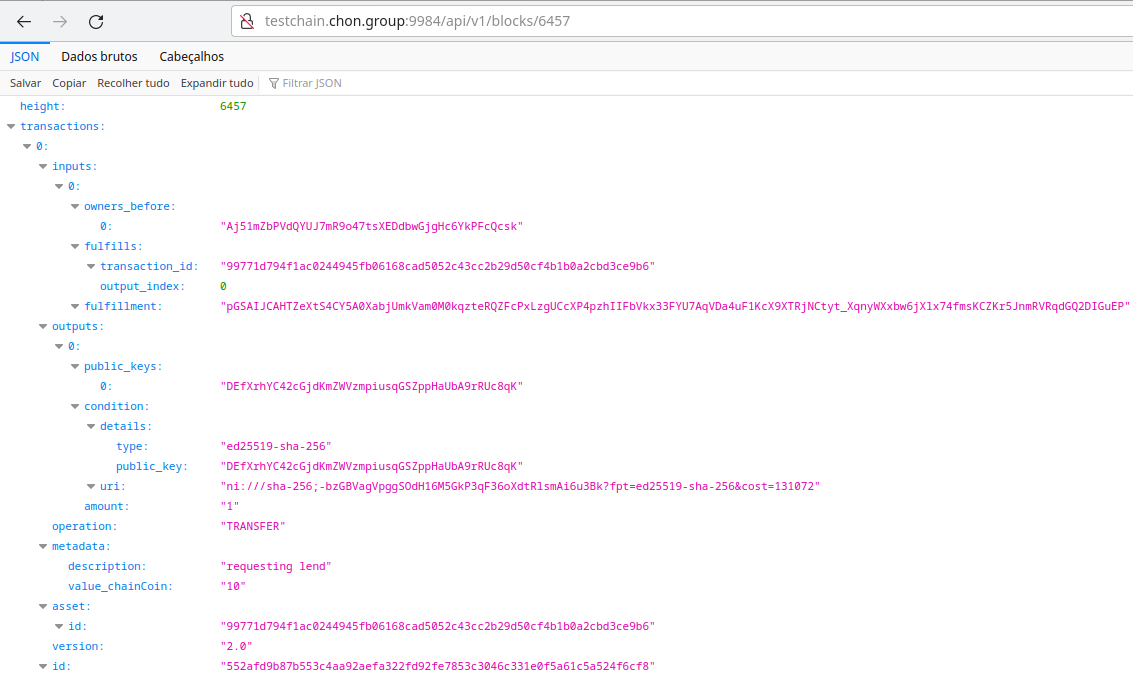 testchain.chon.group:9984/api/v1/blocks/6457
JSON Dados brutos Cabeçalhos
Salvar Copiar Recolher tudo Expandir tudo Filtrar JSON
height: 6457
transactions:
0:
inputs:
0:
owners_before:
0: "Aj51mZbPVdQYUJ7mR9o47tsXEDdbwGjgHc6YkPFcQcsk"
fulfills:
transaction_id: "99771d794f1ac0244945fb06168cad5052c43cc2b29d50cf4b1b0a2cbd3ce9b6"
output_index: 0
fulfillment: "pGSAIJCAHTZeXtS4CY5A0XabjUmkVam0M0kqzteRQZFcPxLzgUCcXP4pzhIIFbVkx33FYU7AqVDa4uF1KcX9XTRjNCtyt_XqnyWXxbw6jXlx74fmsKCZKr5JnmRVRqdGQ2DIGuEP"
outputs:
0:
public_keys:
0: "DEfXrhYC42cGjdKmZWVzmpiusqGSZppHaUbA9rRUc8qK"
condition:
details:
type: "ed25519-sha-256"
public_key: "DEfXrhYC42cGjdKmZWVzmpiusqGSZppHaUbA9rRUc8qK"
uri: "ni:///sha-256;-bzGBVagVpggSOdH16M5GkP3qF36oXdtRlsmAi6u3Bk?fpt=ed25519-sha-256&cost=131072"
amount: "1"
operation: "TRANSFER"
metadata:
description: "requesting lend"
value_chainCoin: "10"
asset:
id: "99771d794f1ac0244945fb06168cad5052c43cc2b29d50cf4b1b0a2cbd3ce9b6"
version: "2.0"
id: "552afd9b87b553c4aa92aefa322fd92fe7853c3046c331e0f5a61c5a524f6cf8"